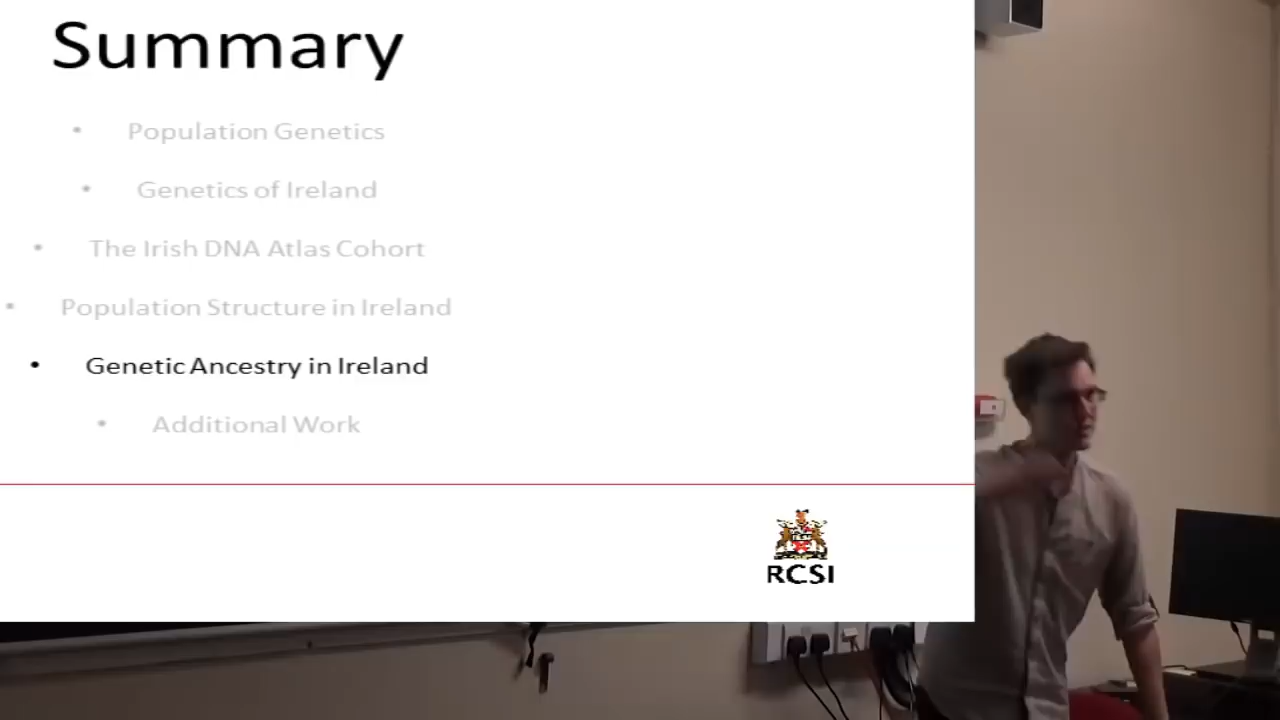 Summary
• Population Genetics
• Genetics of Ireland
• The Irish DNA Atlas Cohort
• Population Structure in Ireland
• Genetic Ancestry in Ireland
• Additional Work
RCSI